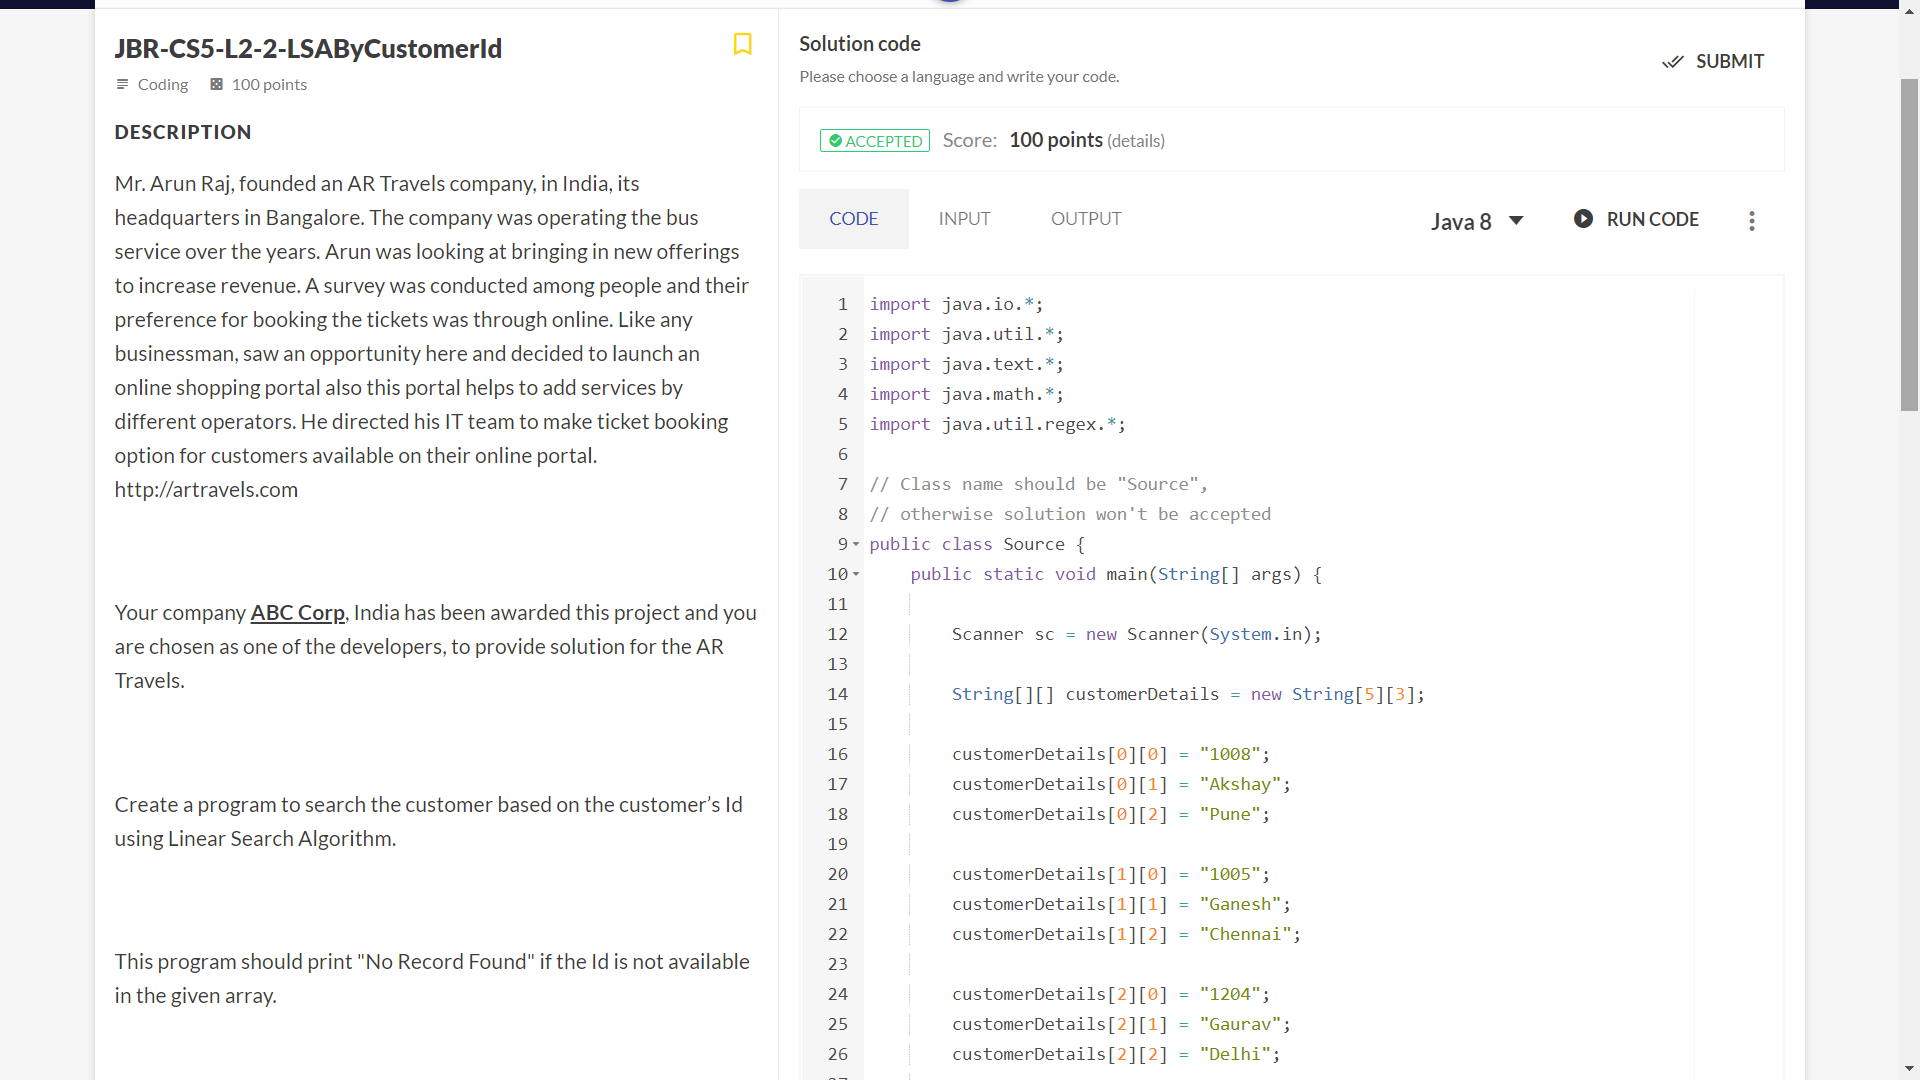 JBR-CS5-L2-2-LSAByCustomerId
Coding 100 points
DESCRIPTION
Mr. Arun Raj, founded an AR Travels company, in India, its
headquarters in Bangalore. The company was operating the bus
service over the years. Arun was looking at bringing in new offerings
to increase revenue. A survey was conducted among people and their
preference for booking the tickets was through online. Like any
businessman, saw an opportunity here and decided to launch an
online shopping portal also this portal helps to add services by
different operators. He directed his IT team to make ticket booking
option for customers available on their online portal.
http://artravels.com
Your company ABC Corp, India has been awarded this project and you
are chosen as one of the developers, to provide solution for the AR
Travels.
Create a program to search the customer based on the customer’s Id
using Linear Search Algorithm.
This program should print "No Record Found" if the Id is not available
in the given array.
Solution code
Please choose a language and write your code.
SUBMIT
ACCEPTED Score: 100 points (details)
CODE INPUT OUTPUT Java 8 RUN CODE
1 import java.io.*;
2 import java.util.*;
3 import java.text.*;
4 import java.math.*;
5 import java.util.regex.*;
6
7 // Class name should be "Source",
8 // otherwise solution won't be accepted
9 public class Source {
10 public static void main(String[] args) {
11
12 Scanner sc = new Scanner(System.in);
13
14 String[][] customerDetails = new String[5][3];
15
16 customerDetails[0][0] = "1008";
17 customerDetails[0][1] = "Akshay";
18 customerDetails[0][2] = "Pune";
19
20 customerDetails[1][0] = "1005";
21 customerDetails[1][1] = "Ganesh";
22 customerDetails[1][2] = "Chennai";
23
24 customerDetails[2][0] = "1204";
25 customerDetails[2][1] = "Gaurav";
26 customerDetails[2][2] = "Delhi";